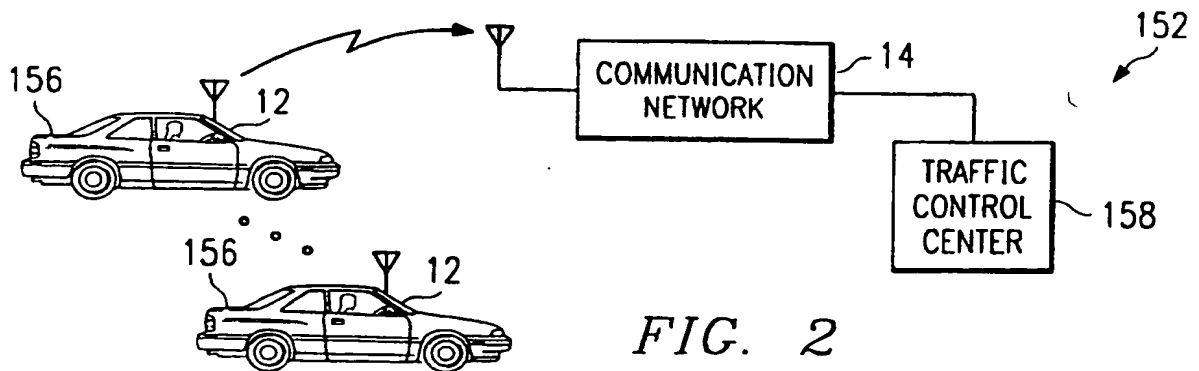 152
156
12
COMMUNICATION
NETWORK
14
TRAFFIC
CONTROL
CENTER
158
156
12
FIG. 2